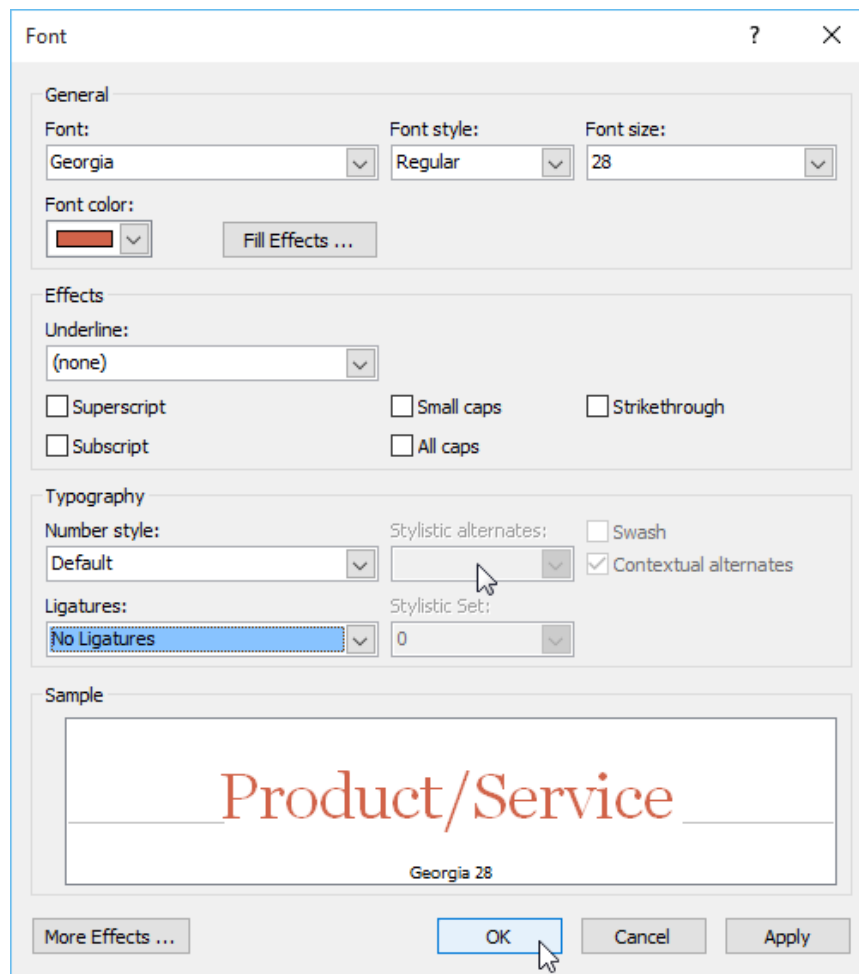 Font ?
General
Font: Font style: Font size:
Georgia Regular 28
Font color:
Fill Effects ...
Effects
Underline:
(none)
Superscript Small caps Strikethrough
Subscript All caps
Typography
Number style: Stylistic alternates: Swash
Default Contextual alternates
Ligatures: Stylistic Set:
No Ligatures 0
Sample
Product/Service
Georgia 28
More Effects ... OK Cancel Apply